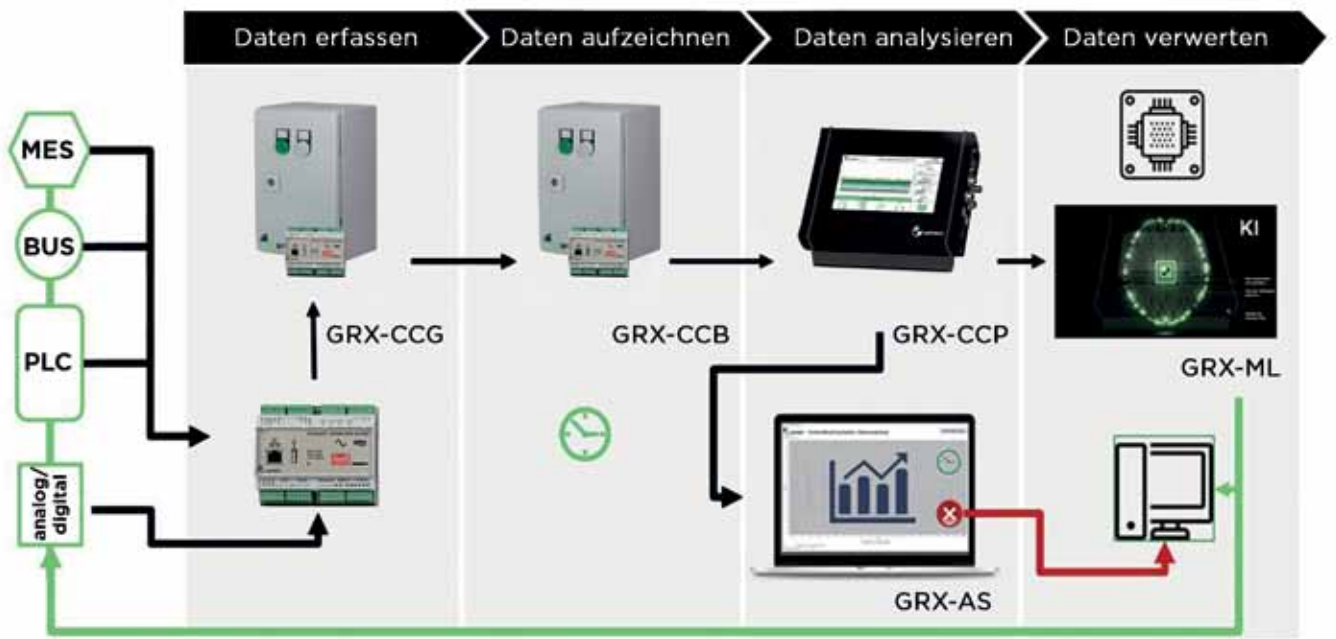 Daten erfassen
Daten aufzeichnen
Daten analysieren
Daten verwerten
MES
BUS
PLC
analog/
digital
GRX-CCG
GRX-CCB
GRX-CCP
KI
GRX-ML
GRX-AS